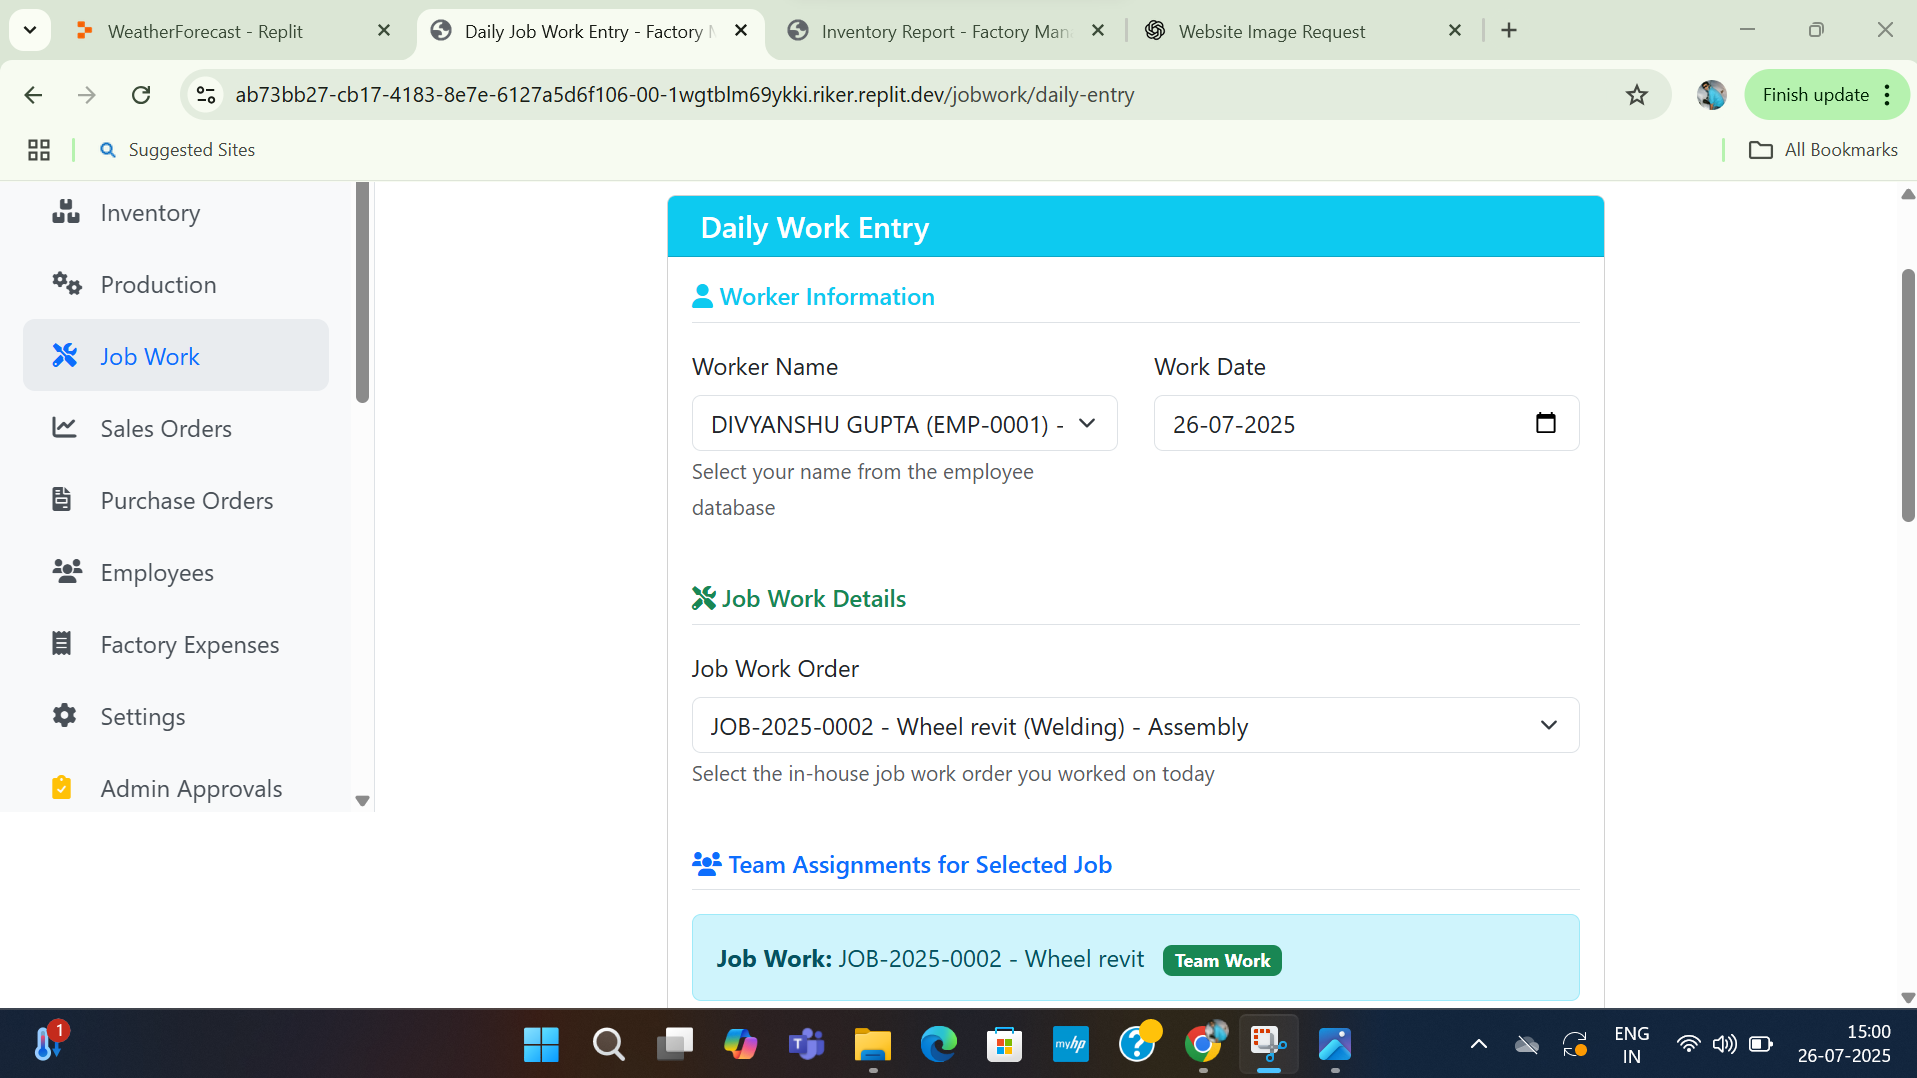 WeatherForecast - Replit
Daily Job Work Entry - Factory M
Inventory Report - Factory Man
Website Image Request
ab73bb27-cb17-4183-8e7e-6127a5d6f106-00-1wgtblm69ykki.riker.replit.dev/jobwork/daily-entry
Finish update
Suggested Sites
All Bookmarks
Inventory
Production
Job Work
Sales Orders
Purchase Orders
Employees
Factory Expenses
Settings
Admin Approvals
Daily Work Entry
Worker Information
Worker Name
Work Date
DIVYANSHU GUPTA (EMP-0001) -
26-07-2025
Select your name from the employee
database
Job Work Details
Job Work Order
JOB-2025-0002 - Wheel revit (Welding) - Assembly
Select the in-house job work order you worked on today
Team Assignments for Selected Job
Job Work: JOB-2025-0002 - Wheel revit Team Work
1
myhp
ENG
IN
15:00
26-07-2025